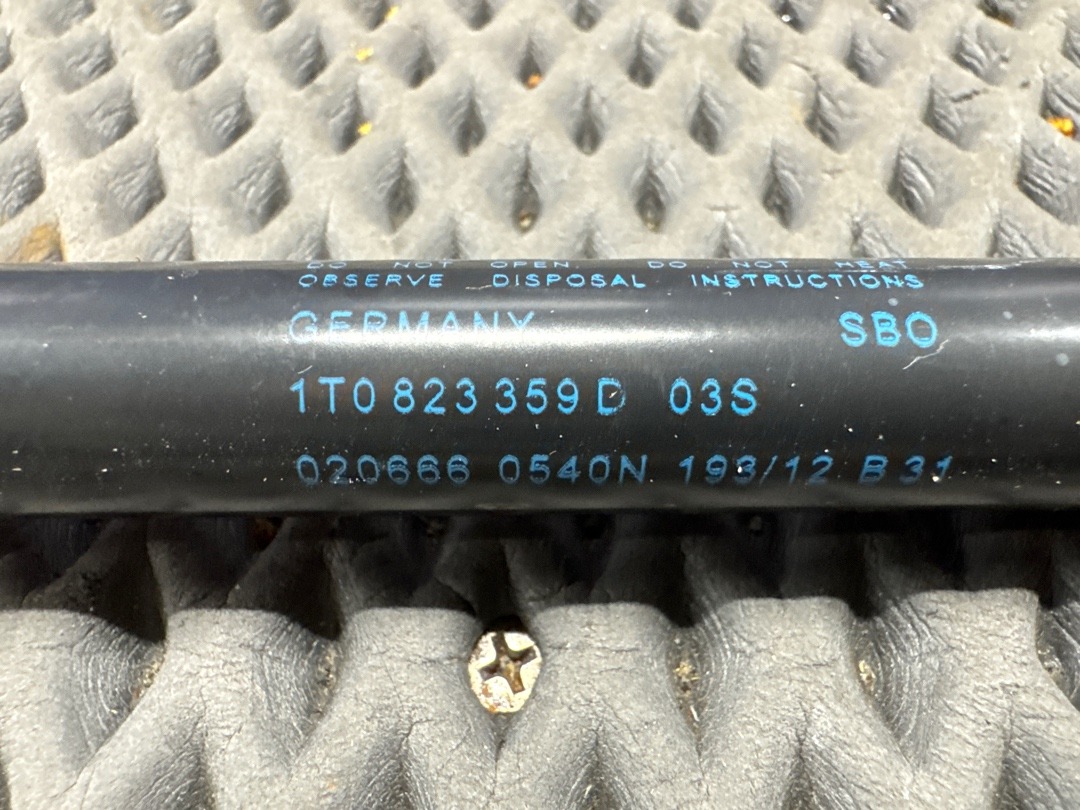 DO NOT OPEN DO NOT HEAT
OBSERVE DISPOSAL INSTRUCTIONS
GERMANY SBO
1T0 823 359 D 03S
020666 0540N 193/12 B 31